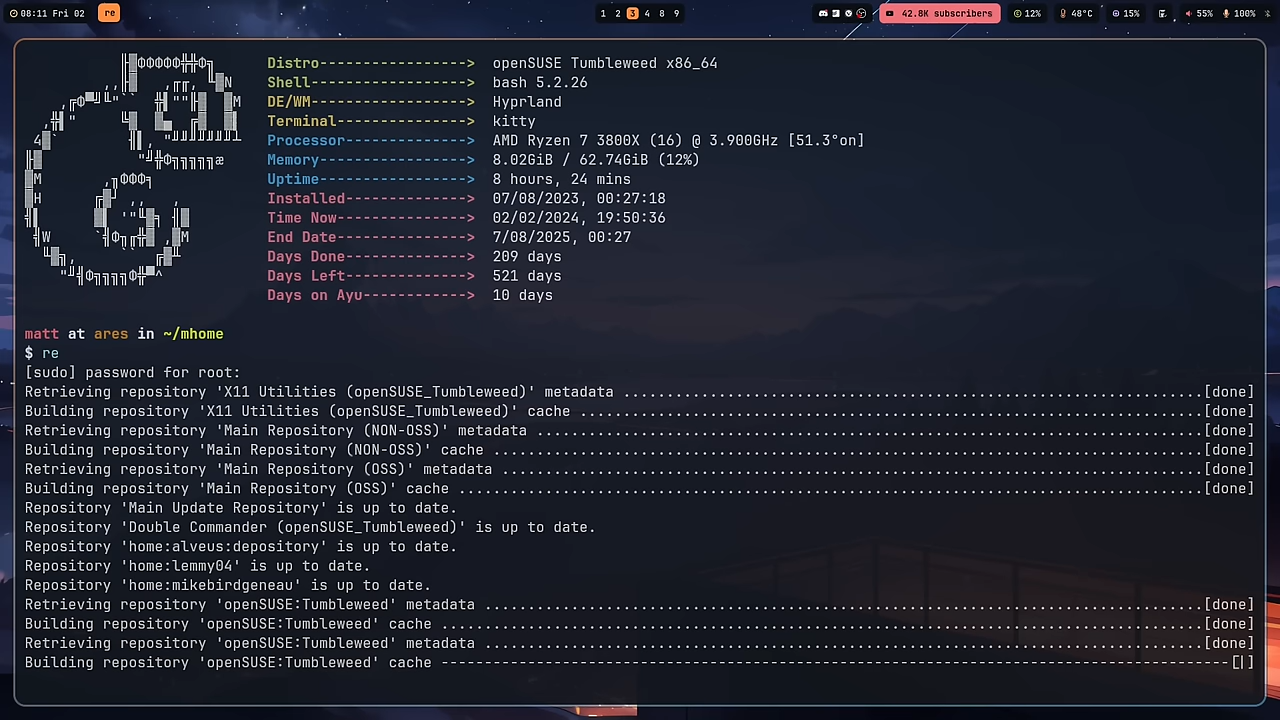 08:11 Fri 02 re 1 2 3 4 8 9 42.8K subscribers 12% 48°C 15% 55% 100%
Distro-----------------> openSUSE Tumbleweed x86_64
Shell------------------> bash 5.2.26
DE/WM------------------> Hyprland
Terminal---------------> kitty
Processor--------------> AMD Ryzen 7 3800X (16) @ 3.900GHz [51.3°on]
Memory-----------------> 8.02GiB / 62.74GiB (12%)
Uptime-----------------> 8 hours, 24 mins
Installed--------------> 07/08/2023, 00:27:18
Time Now---------------> 02/02/2024, 19:50:36
End Date---------------> 7/08/2025, 00:27
Days Done--------------> 209 days
Days Left--------------> 521 days
Days on Ayu------------> 10 days
matt at ares in ~/mhome
$ re
[sudo] password for root:
Retrieving repository 'X11 Utilities (openSUSE_Tumbleweed)' metadata ...................................................................[done]
Building repository 'X11 Utilities (openSUSE_Tumbleweed)' cache ........................................................................[done]
Retrieving repository 'Main Repository (NON-OSS)' metadata .............................................................................[done]
Building repository 'Main Repository (NON-OSS)' cache ..................................................................................[done]
Retrieving repository 'Main Repository (OSS)' metadata .................................................................................[done]
Building repository 'Main Repository (OSS)' cache ......................................................................................[done]
Repository 'Main Update Repository' is up to date.
Repository 'Double Commander (openSUSE_Tumbleweed)' is up to date.
Repository 'home:alveus:depository' is up to date.
Repository 'home:lemmy04' is up to date.
Repository 'home:mikebirdgeneau' is up to date.
Retrieving repository 'openSUSE:Tumbleweed' metadata ...................................................................................[done]
Building repository 'openSUSE:Tumbleweed' cache ........................................................................................[done]
Retrieving repository 'openSUSE:Tumbleweed' metadata ...................................................................................[done]
Building repository 'openSUSE:Tumbleweed' cache -------------------------------------------------------------------------------------------[|]